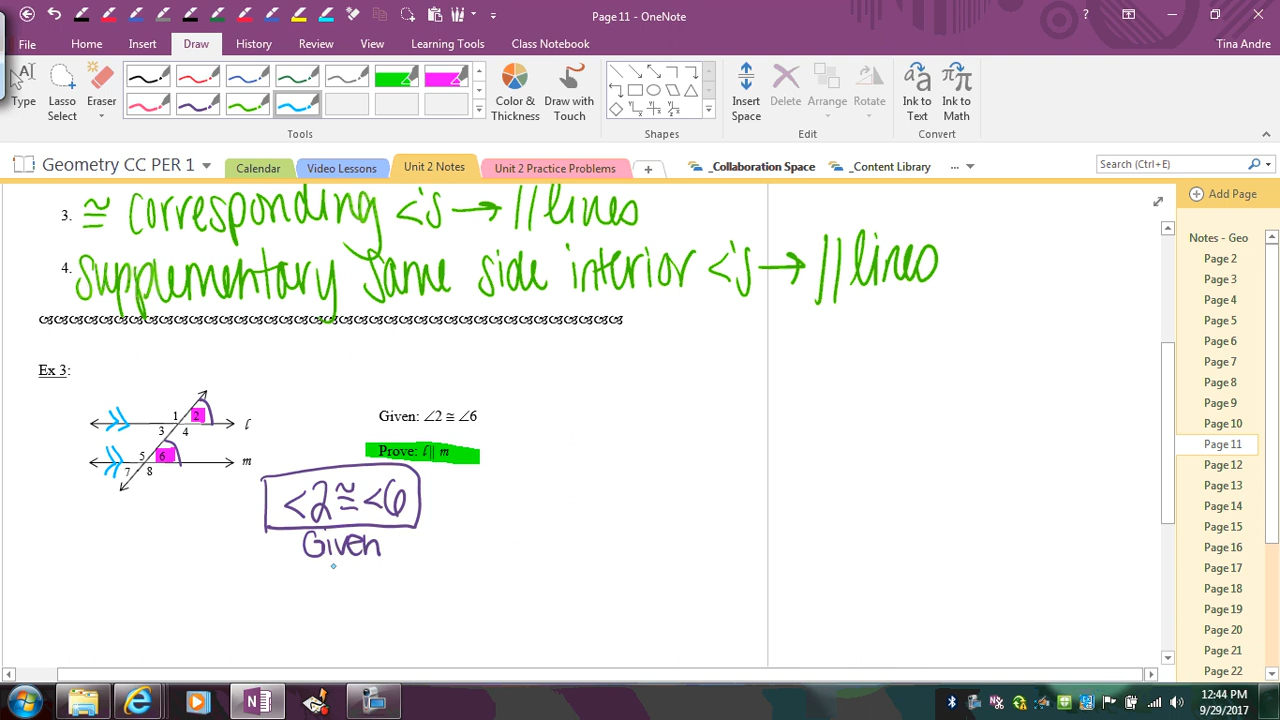 Page 11 - OneNote
?
File
Home
Insert
Draw
History
Review
View
Learning Tools
Class Notebook
Tina Andre
Type
Lasso Select
Eraser
Color & Thickness
Draw with Touch
Insert Space
Delete
Arrange
Rotate
Ink to Text
Ink to Math
Tools
Shapes
Edit
Convert
Geometry CC PER 1
Calendar
Video Lessons
Unit 2 Notes
Unit 2 Practice Problems
_Collaboration Space
_Content Library
...
Search (Ctrl+E)
Add Page
3. ≅ corresponding <'s → // lines
4. supplementary same side interior <'s → // lines
Ex 3:
1 2
3 4
l
5 6
7 8
m
Given: ∠2 ≅ ∠6
Prove: l || m
<2 ≅ <6
Given
Notes - Geo
Page 2
Page 3
Page 4
Page 5
Page 6
Page 7
Page 8
Page 9
Page 10
Page 11
Page 12
Page 13
Page 14
Page 15
Page 16
Page 17
Page 18
Page 19
Page 20
Page 21
Page 22
12:44 PM
9/29/2017